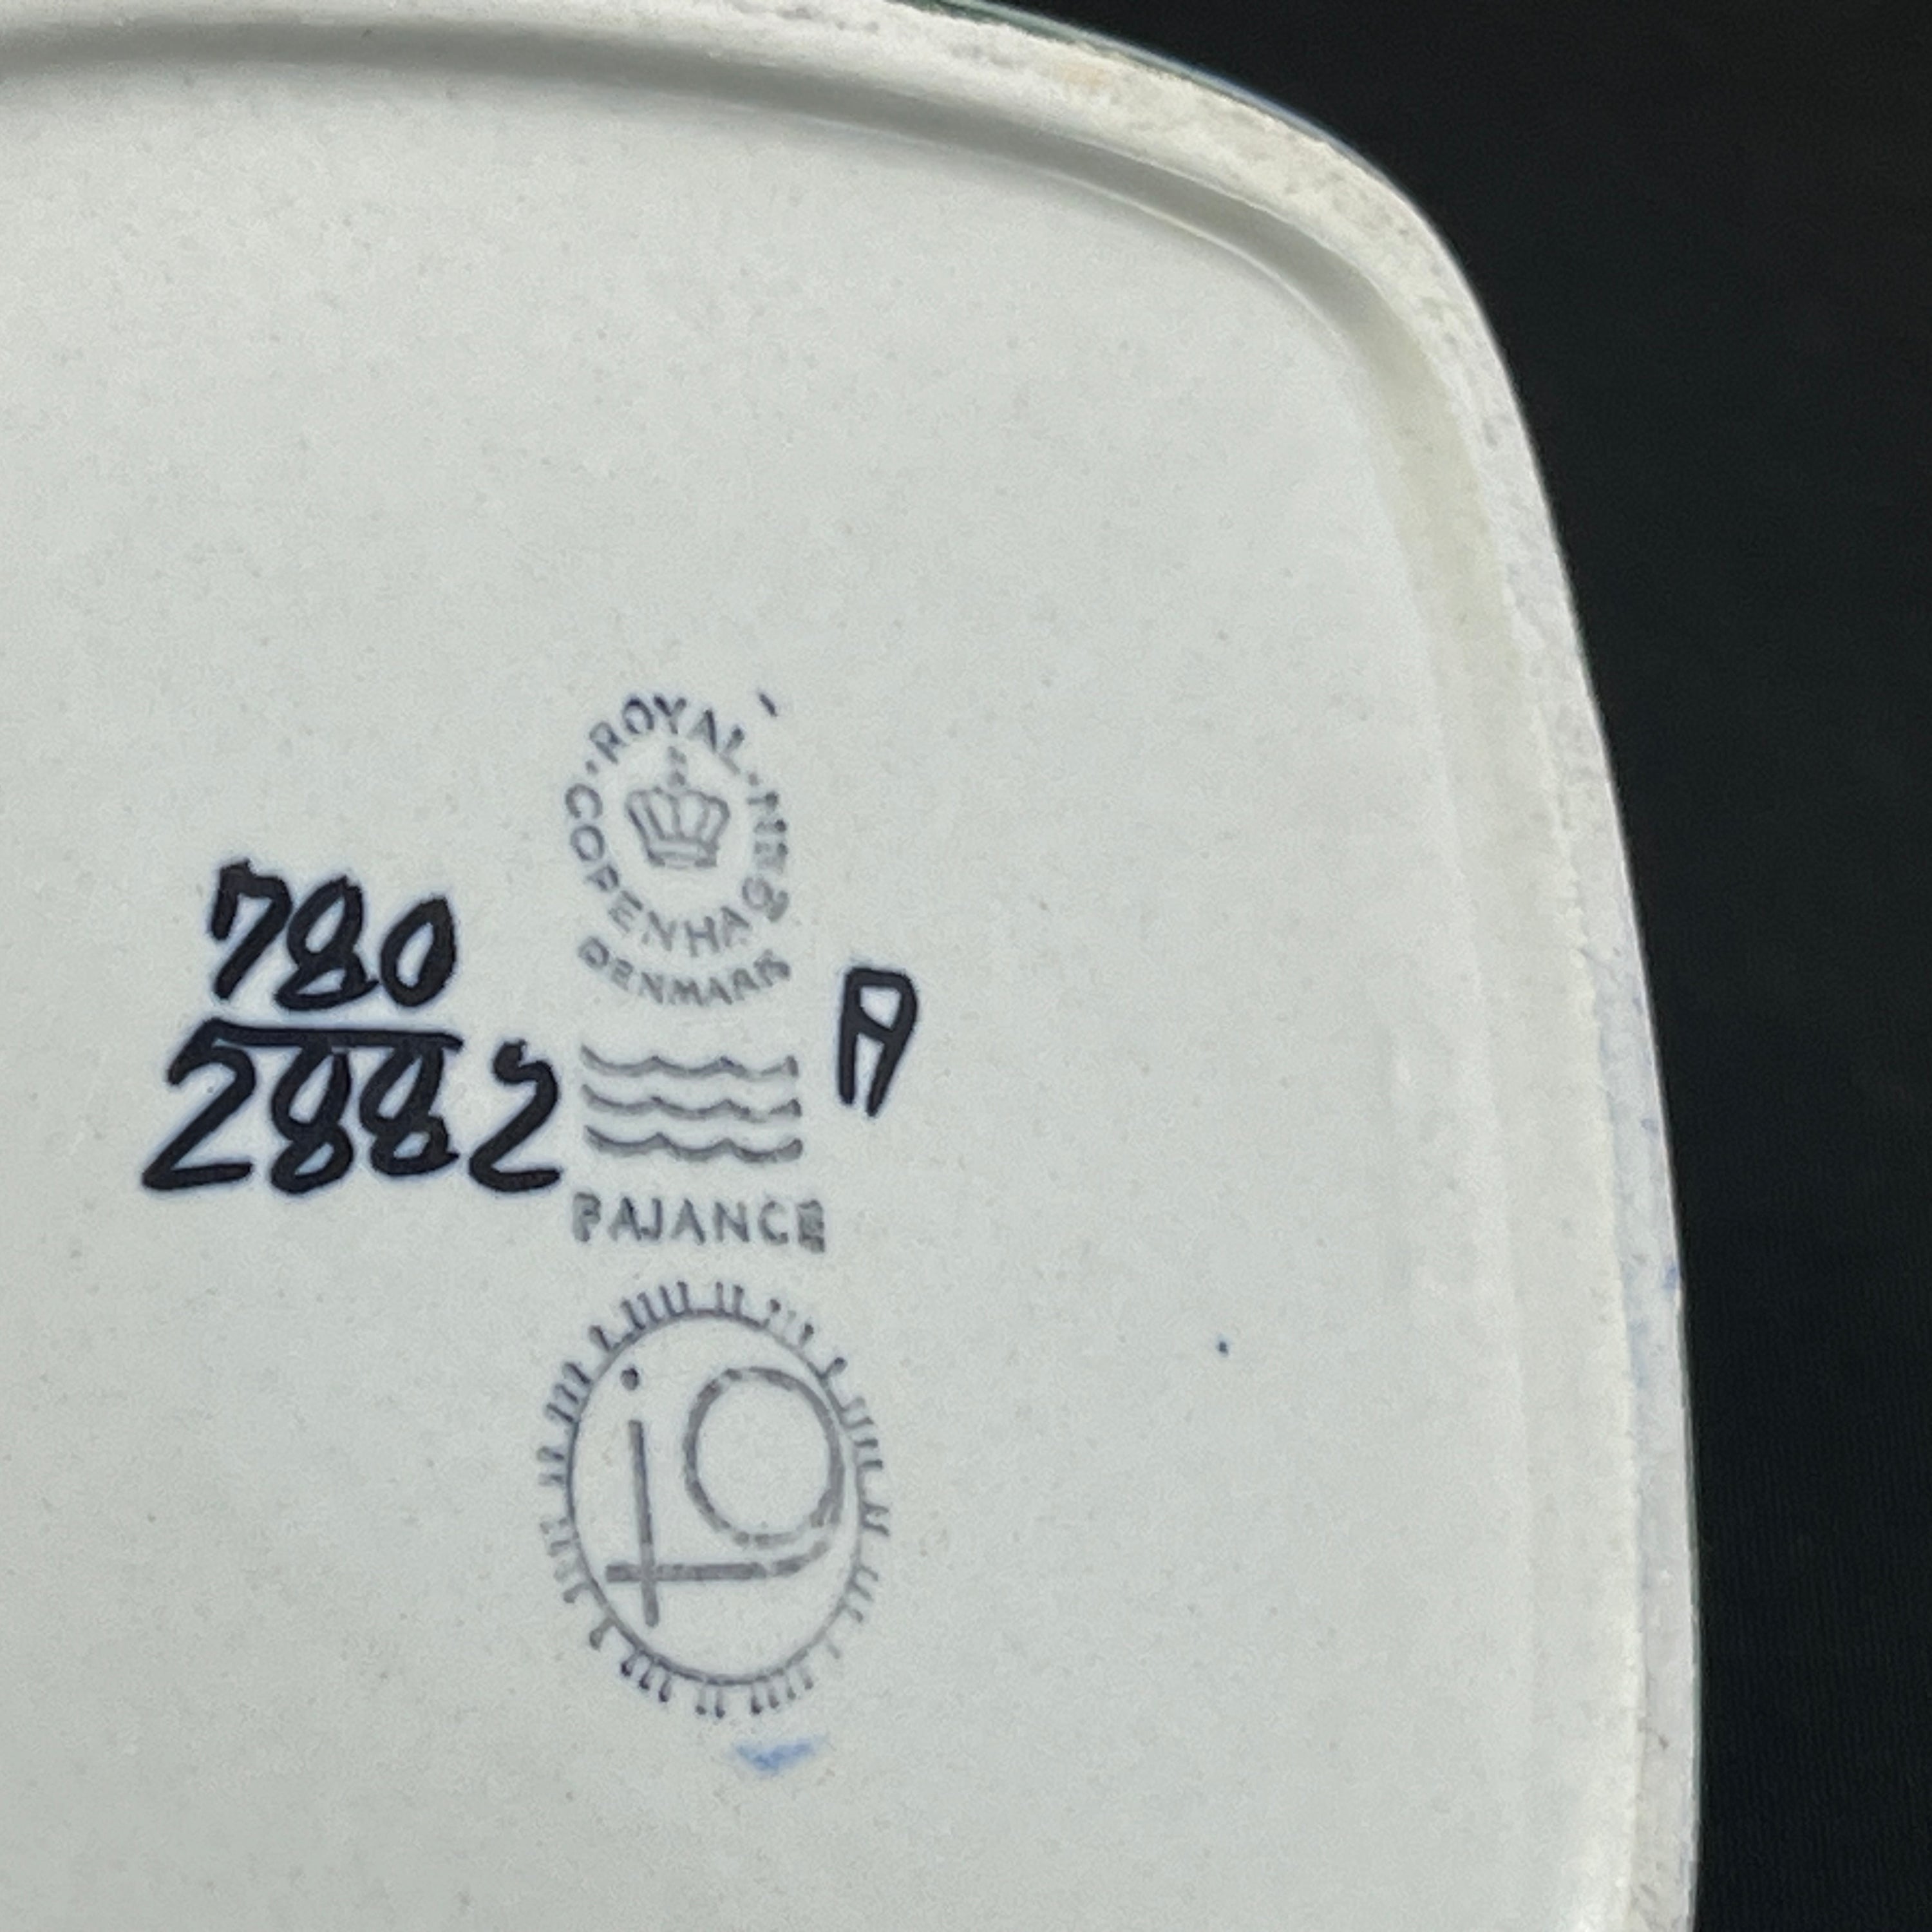 ROYAL
COPENHAGEN
DENMARK
780
2882
A
FAJANCE